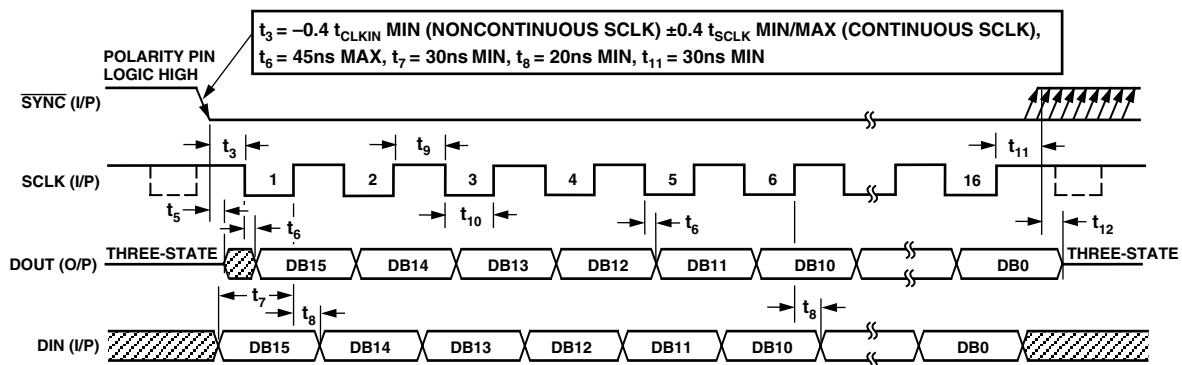 t3 = –0.4 tCLKIN MIN (NONCONTINUOUS SCLK) ±0.4 tSCLK MIN/MAX (CONTINUOUS SCLK),
t6 = 45ns MAX, t7 = 30ns MIN, t8 = 20ns MIN, t11 = 30ns MIN
POLARITY PIN
LOGIC HIGH
SYNC (I/P)
t3 t9 t11
SCLK (I/P) 1 2 3 4 5 6 16
t5 t6 t10 t6 t12
THREE-STATE THREE-STATE
DOUT (O/P) DB15 DB14 DB13 DB12 DB11 DB10 DB0
t7 t8 t8
DIN (I/P) DB15 DB14 DB13 DB12 DB11 DB10 DB0